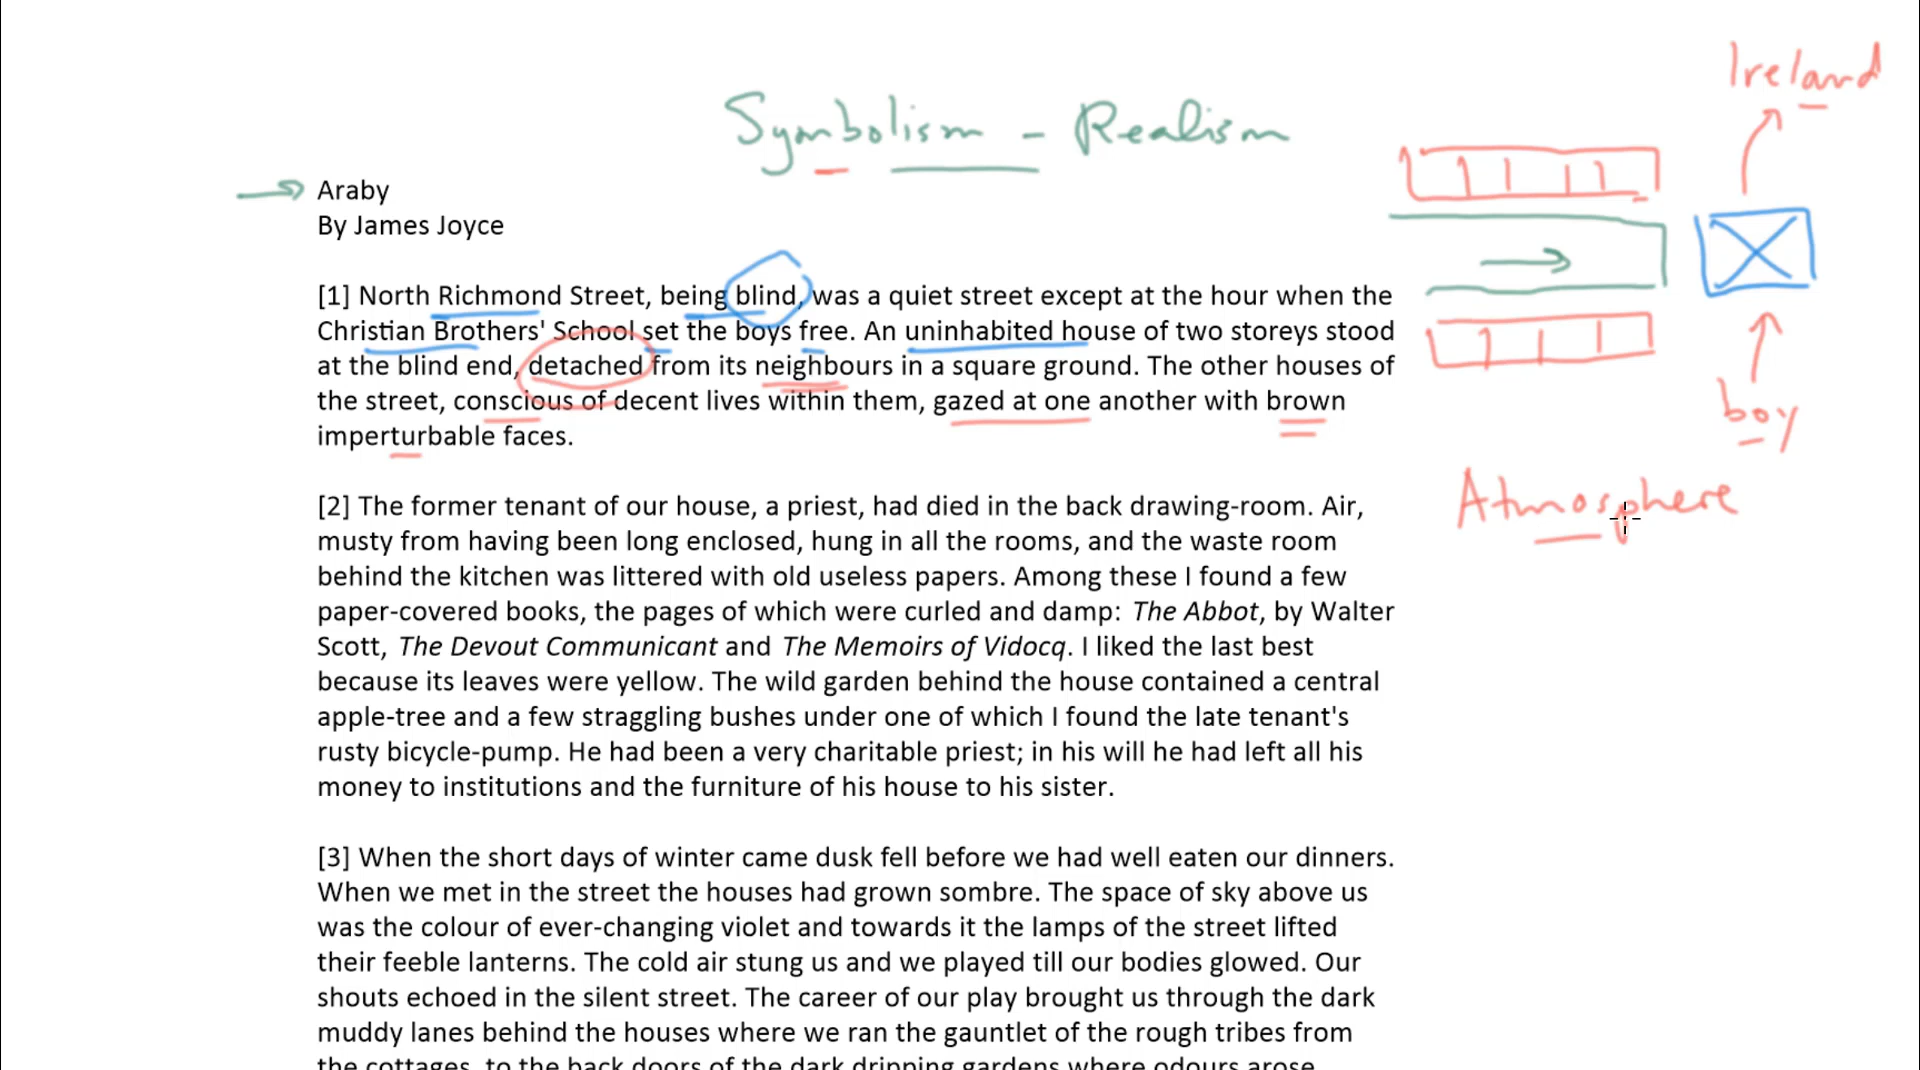 Ireland
Symbolism - Realism
Araby
By James Joyce
[1] North Richmond Street, being blind, was a quiet street except at the hour when the
Christian Brothers' School set the boys free. An uninhabited house of two storeys stood
at the blind end, detached from its neighbours in a square ground. The other houses of
the street, conscious of decent lives within them, gazed at one another with brown
imperturbable faces.
boy
Atmosphere
[2] The former tenant of our house, a priest, had died in the back drawing-room. Air,
musty from having been long enclosed, hung in all the rooms, and the waste room
behind the kitchen was littered with old useless papers. Among these I found a few
paper-covered books, the pages of which were curled and damp: The Abbot, by Walter
Scott, The Devout Communicant and The Memoirs of Vidocq. I liked the last best
because its leaves were yellow. The wild garden behind the house contained a central
apple-tree and a few straggling bushes under one of which I found the late tenant's
rusty bicycle-pump. He had been a very charitable priest; in his will he had left all his
money to institutions and the furniture of his house to his sister.
[3] When the short days of winter came dusk fell before we had well eaten our dinners.
When we met in the street the houses had grown sombre. The space of sky above us
was the colour of ever-changing violet and towards it the lamps of the street lifted
their feeble lanterns. The cold air stung us and we played till our bodies glowed. Our
shouts echoed in the silent street. The career of our play brought us through the dark
muddy lanes behind the houses where we ran the gauntlet of the rough tribes from
the cottages, to the back doors of the dark dripping gardens where odours arose